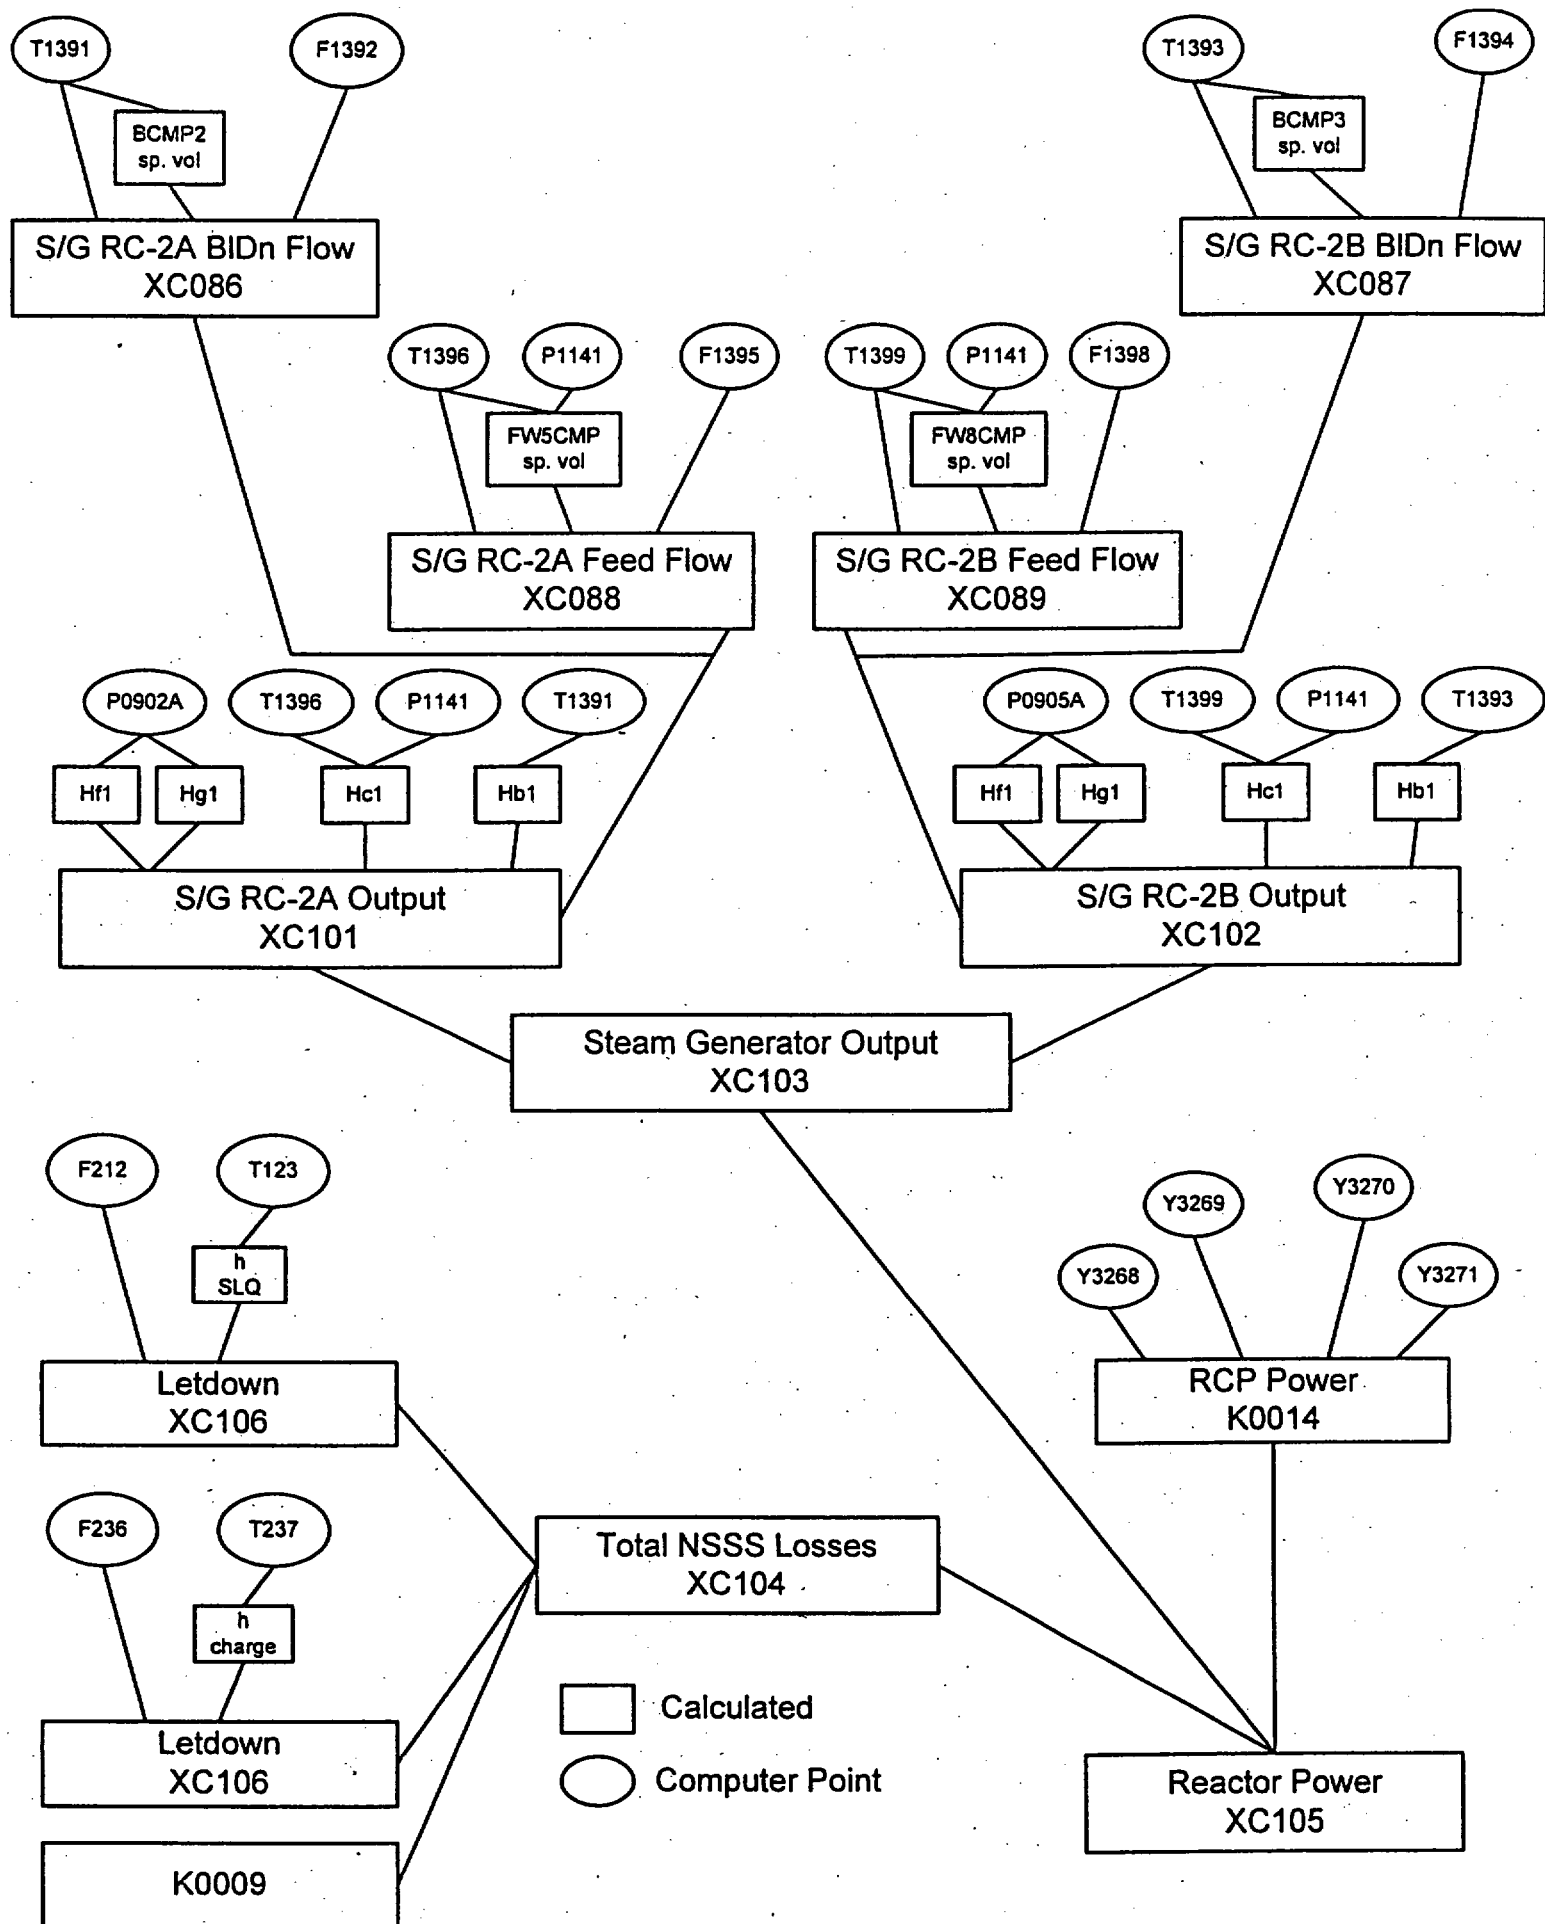 T1391
F1392
T1393
F1394
BCMP2
sp. vol
BCMP3
sp. vol
S/G RC-2A BlDn Flow
XC086
S/G RC-2B BlDn Flow
XC087
T1396
P1141
F1395
T1399
P1141
F1398
FW5CMP
sp. vol
FW8CMP
sp. vol
S/G RC-2A Feed Flow
XC088
S/G RC-2B Feed Flow
XC089
P0902A
T1396
P1141
T1391
P0905A
T1399
P1141
T1393
Hf1
Hg1
Hc1
Hb1
Hf1
Hg1
Hc1
Hb1
S/G RC-2A Output
XC101
S/G RC-2B Output
XC102
Steam Generator Output
XC103
F212
T123
h
SLQ
Y3268
Y3269
Y3270
Y3271
Letdown
XC106
RCP Power
K0014
F236
T237
h
charge
Total NSSS Losses
XC104
Letdown
XC106
Calculated
Computer Point
Reactor Power
XC105
K0009